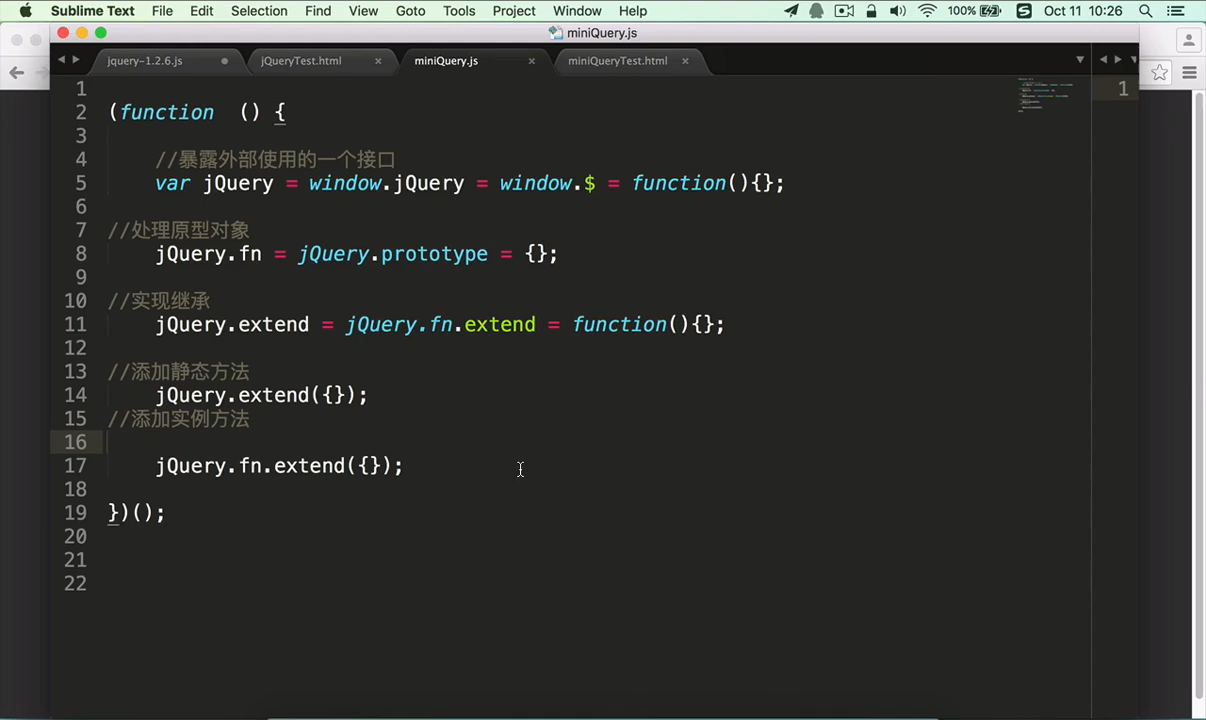 Sublime Text File Edit Selection Find View Goto Tools Project Window Help 100% Oct 11 10:26
miniQuery.js
jquery-1.2.6.js jQueryTest.html miniQuery.js miniQueryTest.html
1 1
2 (function () {
3
4 //暴露外部使用的一个接口
5 var jQuery = window.jQuery = window.$ = function(){};
6
7 //处理原型对象
8 jQuery.fn = jQuery.prototype = {};
9
10 //实现继承
11 jQuery.extend = jQuery.fn.extend = function(){};
12
13 //添加静态方法
14 jQuery.extend({});
15 //添加实例方法
16
17 jQuery.fn.extend({});
18
19 })();
20
21
22